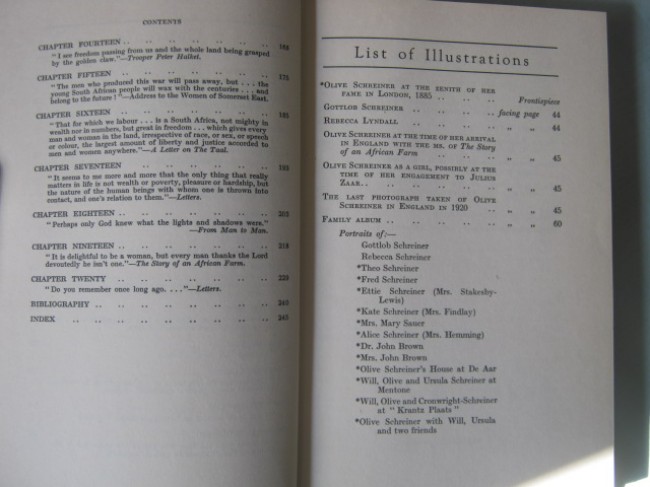 CONTENTS
CHAPTER FOURTEEN .. .. .. .. .. .. ..
"I see freedom passing from us and the whole land being grasped
by the golden claw."—Trooper Peter Halket.
CHAPTER FIFTEEN .. .. .. .. .. .. .. 175
"The men who produced this war will pass away, but . . . the
young South African people will wax with the centuries . . . and
belong to the future!"—Address to the Women of Somerset East.
CHAPTER SIXTEEN .. .. .. .. .. .. .. 185
"That for which we labour . . . is a South Africa, not mighty in
wealth nor in numbers, but great in freedom . . . which gives every
man and woman in the land, irrespective of race, or sex, or speech
or colour, the largest amount of liberty and justice accorded to
men and women anywhere."—A Letter on The Taal.
CHAPTER SEVENTEEN .. .. .. .. .. .. 193
"It seems to me more and more that the only thing that really
matters in life is not wealth or poverty, pleasure or hardship, but
the nature of the human beings with whom one is thrown into
contact, and one's relation to them."—Letters.
CHAPTER EIGHTEEN .. .. .. .. .. .. .. 205
"Perhaps only God knew what the lights and shadows were."
—From Man to Man.
CHAPTER NINETEEN .. .. .. .. .. .. .. 218
"It is delightful to be a woman, but every man thanks the Lord
devoutedly he isn't one."—The Story of an African Farm.
CHAPTER TWENTY .. .. .. .. .. .. .. 229
"Do you remember once long ago. . . ."—Letters.
BIBLIOGRAPHY .. .. .. .. .. .. .. .. 240
INDEX .. .. .. .. .. .. .. .. .. 245
List of Illustrations
*OLIVE SCHREINER AT THE ZENITH OF HER
FAME IN LONDON, 1885 .. .. .. Frontispiece
GOTTLOB SCHREINER .. .. .. facing page 44
REBECCA LYNDALL .. .. .. .. „ „ 44
OLIVE SCHREINER AT THE TIME OF HER ARRIVAL
IN ENGLAND WITH THE MS. OF The Story
of an African Farm .. .. .. .. „ „ 45
OLIVE SCHREINER AS A GIRL, POSSIBLY AT THE
TIME OF HER ENGAGEMENT TO JULIUS
ZAAR.. .. .. .. .. .. „ „ 45
THE LAST PHOTOGRAPH TAKEN OF OLIVE
SCHREINER IN ENGLAND IN 1920 .. .. „ „ 45
FAMILY ALBUM .. .. .. .. .. „ „ 60
Portraits of:—
Gottlob Schreiner
Rebecca Schreiner
*Theo Schreiner
*Fred Schreiner
*Ettie Schreiner (Mrs. Stakesby-
Lewis)
*Kate Schreiner (Mrs. Findlay)
*Mrs. Mary Sauer
*Alice Schreiner (Mrs. Hemming)
*Dr. John Brown
*Mrs. John Brown
*Olive Schreiner's House at De Aar
*Will, Olive and Ursula Schreiner at
Mentone
*Will, Olive and Cronwright-Schreiner
at "Krantz Plaats"
*Olive Schreiner with Will, Ursula
and two friends